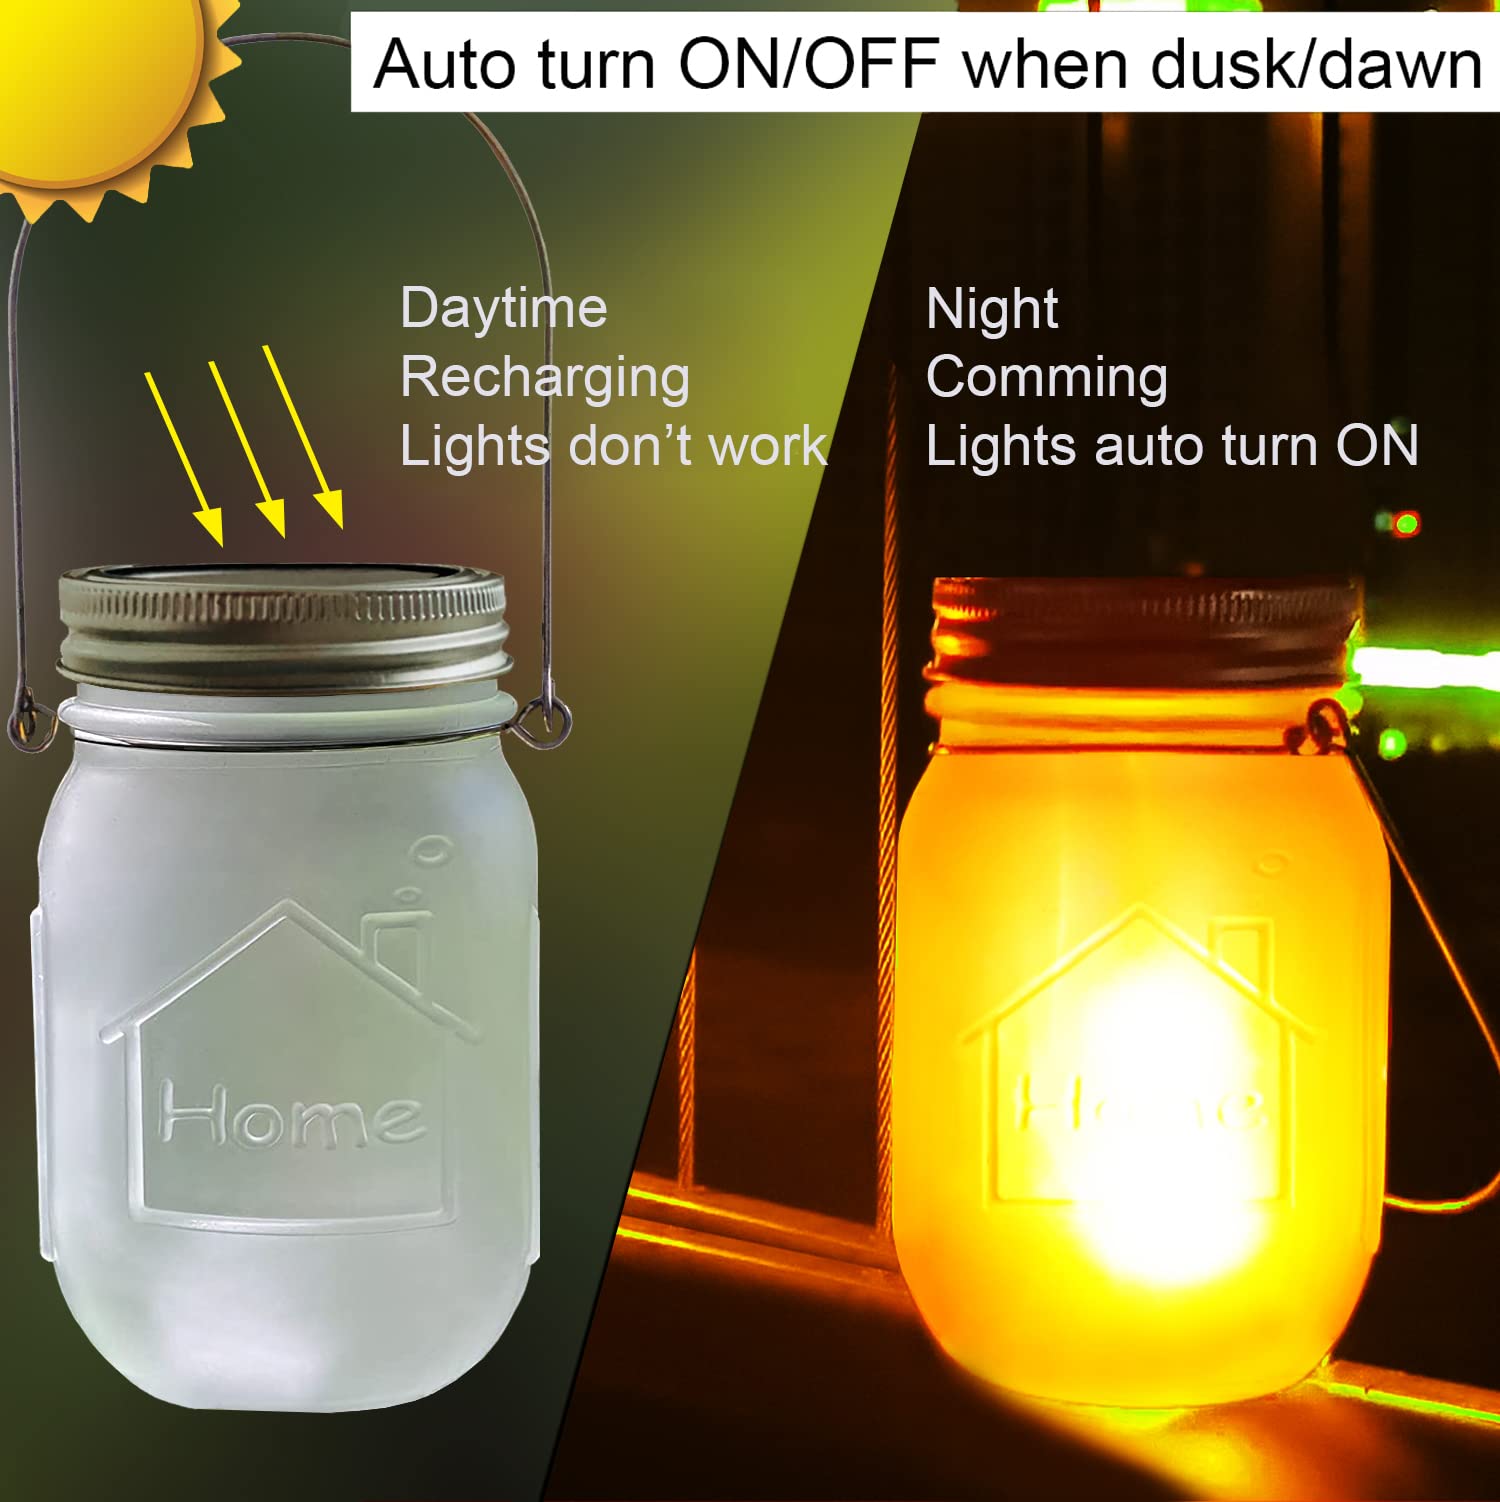 Auto turn ON/OFF when dusk/dawn
Daytime
Recharging
Lights don’t work
Night
Comming
Lights auto turn ON
Home
Home